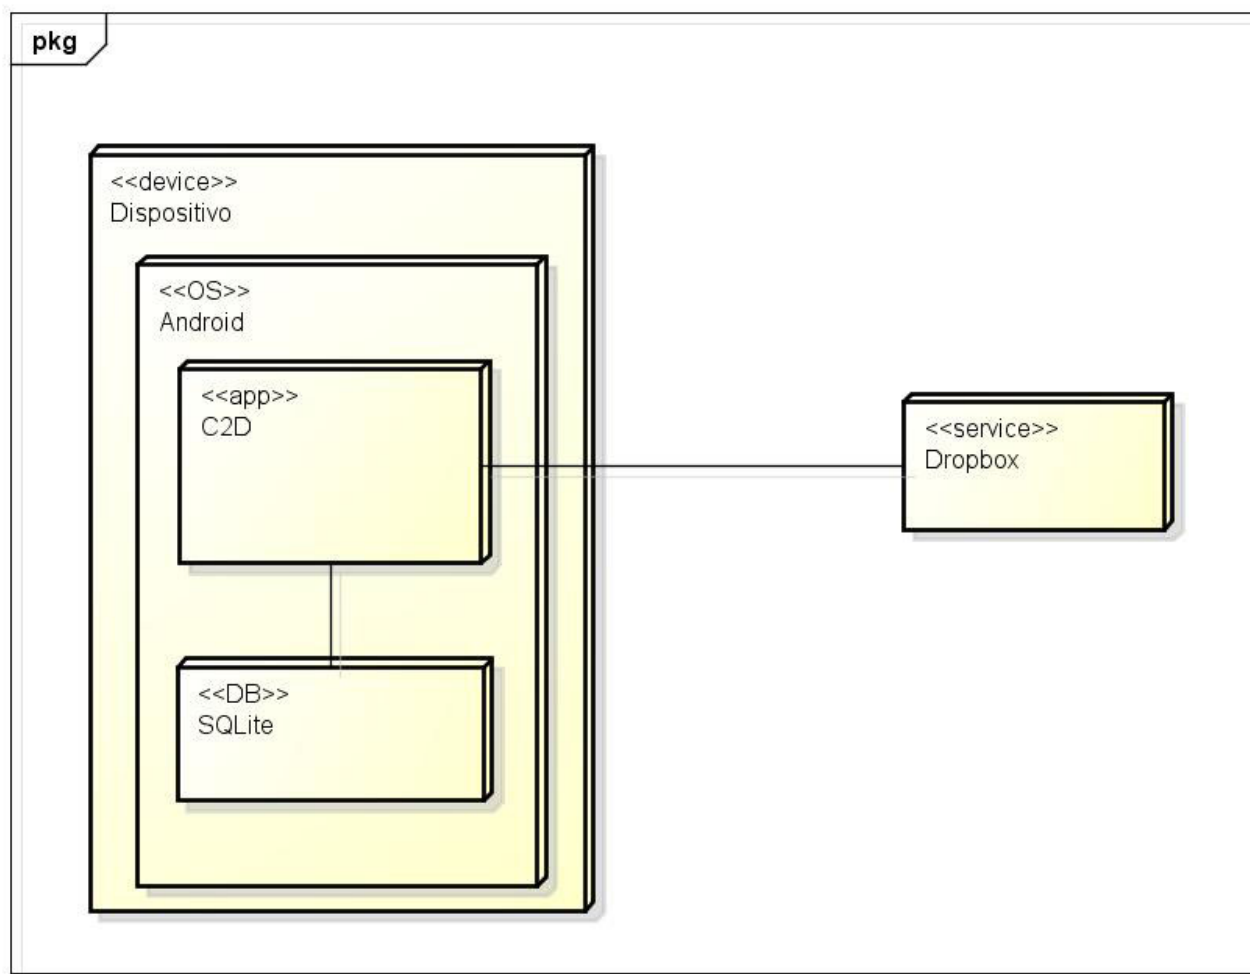 pkg
<<device>>
Dispositivo
<<OS>>
Android
<<app>>
C2D
<<service>>
Dropbox
<<DB>>
SQLite